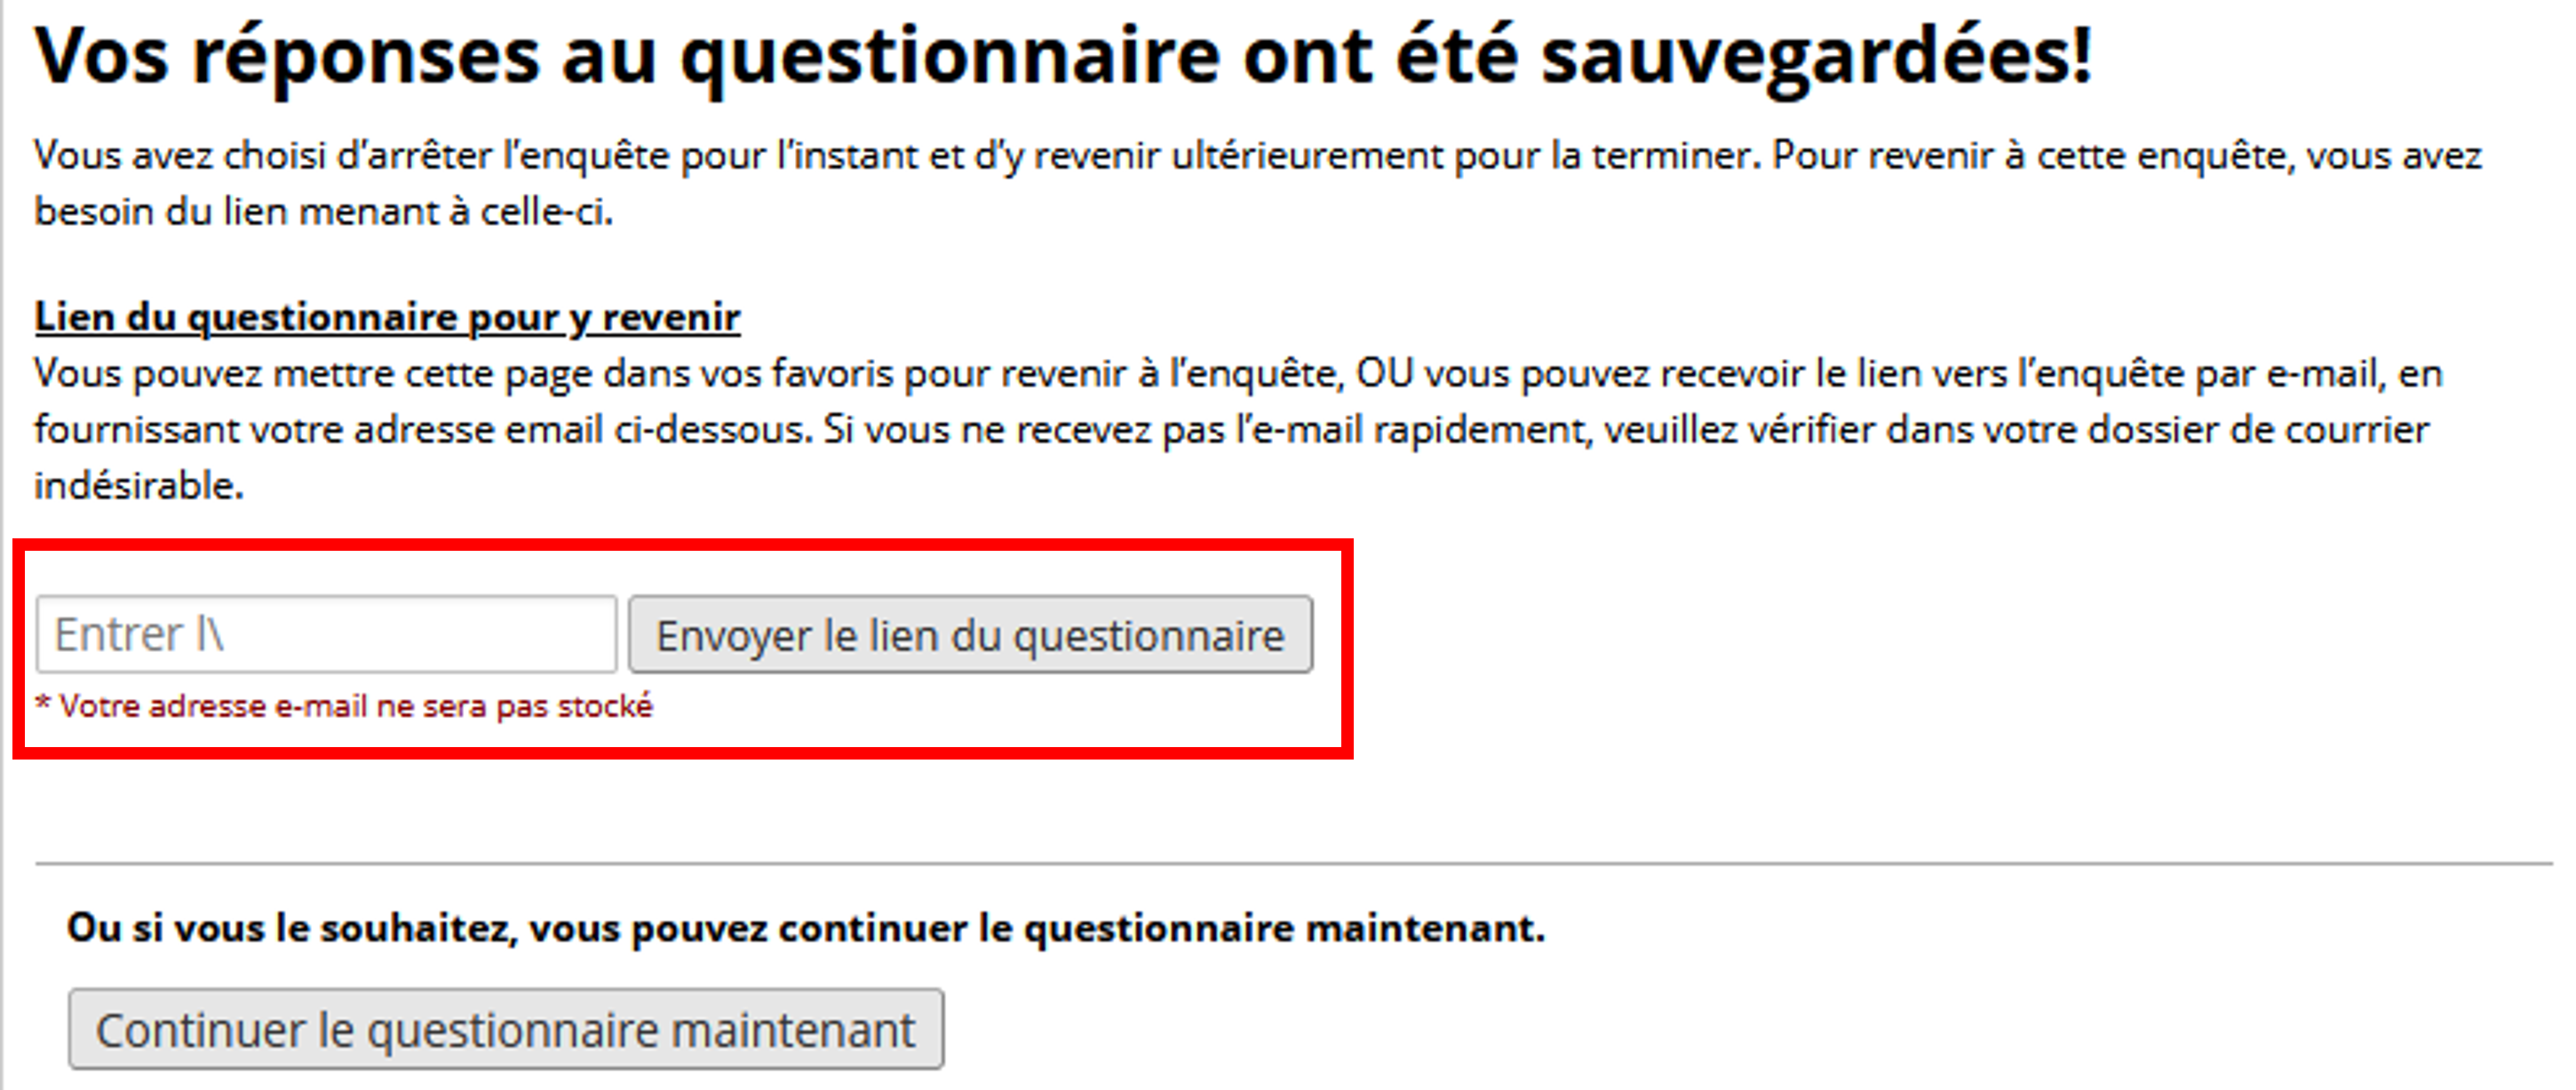 Vos réponses au questionnaire ont été sauvegardées!
Vous avez choisi d’arrêter l’enquête pour l’instant et d’y revenir ultérieurement pour la terminer. Pour revenir à cette enquête, vous avez
besoin du lien menant à celle-ci.
Lien du questionnaire pour y revenir
Vous pouvez mettre cette page dans vos favoris pour revenir à l’enquête, OU vous pouvez recevoir le lien vers l’enquête par e-mail, en
fournissant votre adresse email ci-dessous. Si vous ne recevez pas l’e-mail rapidement, veuillez vérifier dans votre dossier de courrier
indésirable.
Entrer l\ Envoyer le lien du questionnaire
* Votre adresse e-mail ne sera pas stocké
Ou si vous le souhaitez, vous pouvez continuer le questionnaire maintenant.
Continuer le questionnaire maintenant